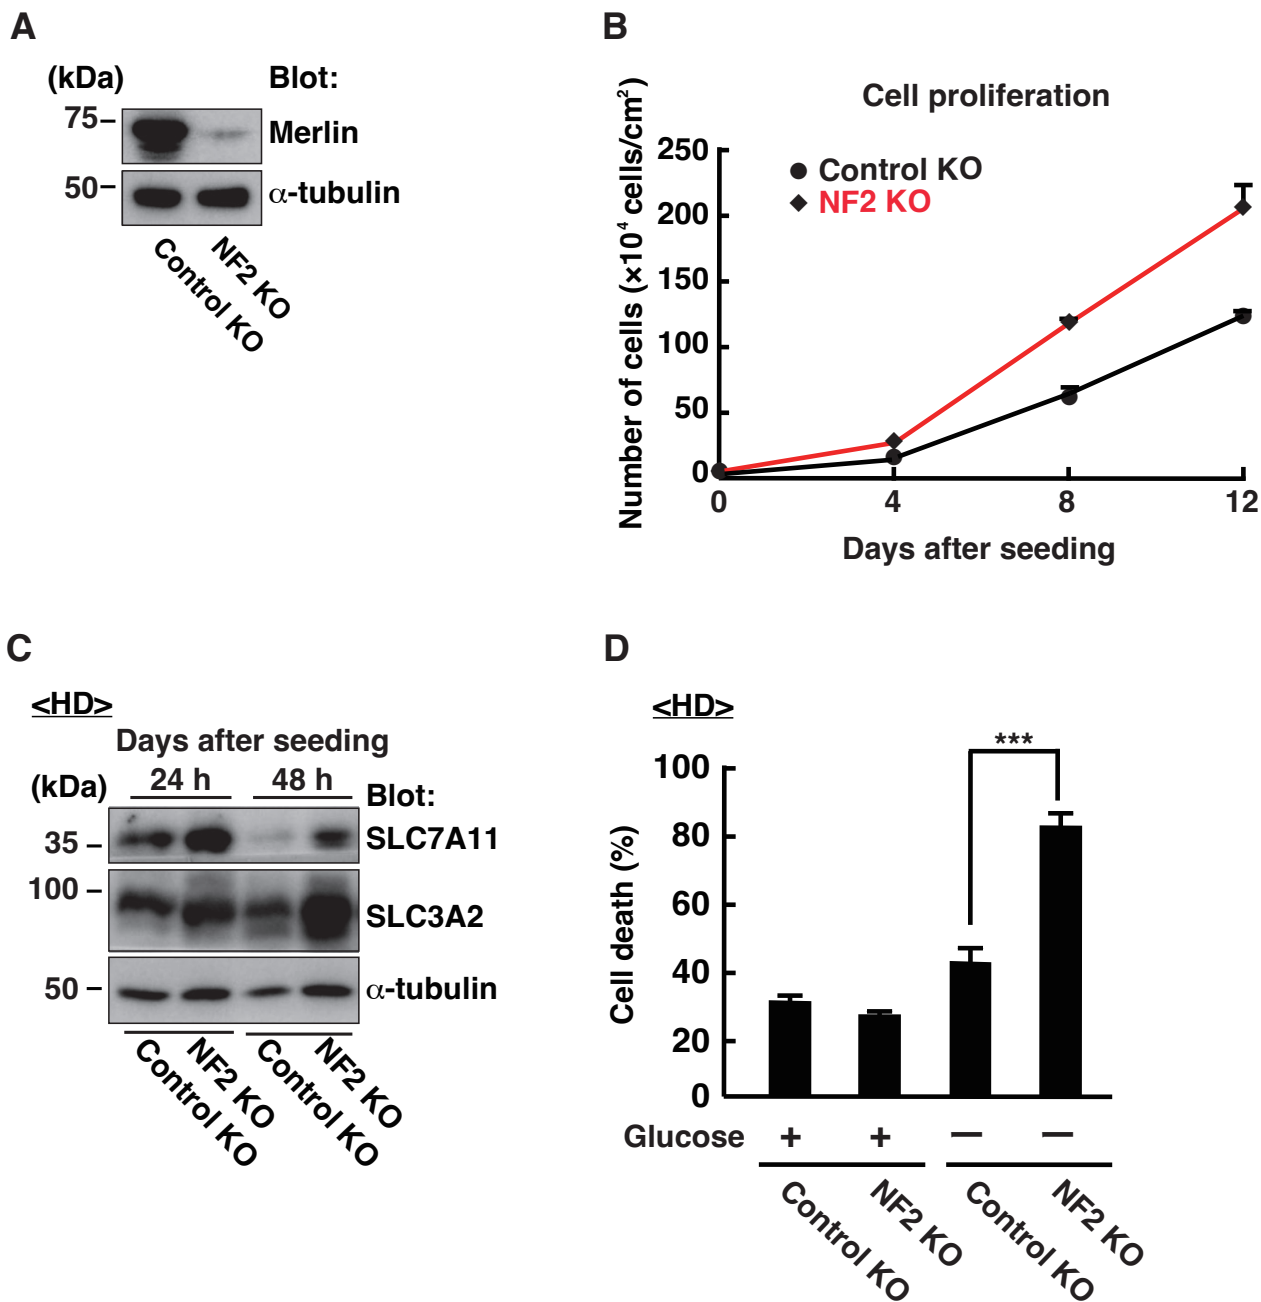 A
(kDa)
Blot:
75
Merlin
50
α-tubulin
Control KO
NF2 KO
B
Cell proliferation
Number of cells (×10⁴ cells/cm²)
250
200
150
100
50
0
Control KO
NF2 KO
0 4 8 12
Days after seeding
C
<HD>
Days after seeding
24 h 48 h
(kDa)
Blot:
35
SLC7A11
100
SLC3A2
50
α-tubulin
Control KO
NF2 KO
Control KO
NF2 KO
D
<HD>
***
Cell death (%)
100
80
60
40
20
0
Glucose + + — —
Control KO
NF2 KO
Control KO
NF2 KO